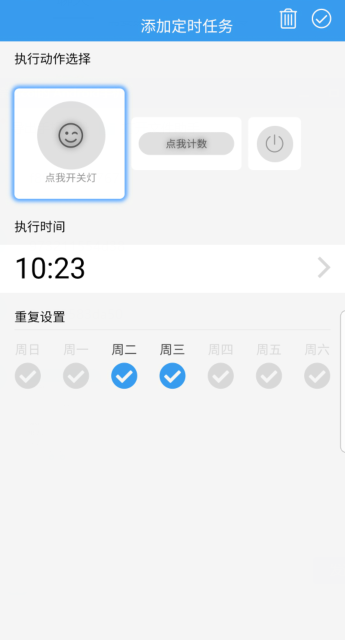 添加定时任务
执行动作选择
点我开关灯
点我计数
执行时间
10:23
重复设置
周日 周一 周二 周三 周四 周五 周六